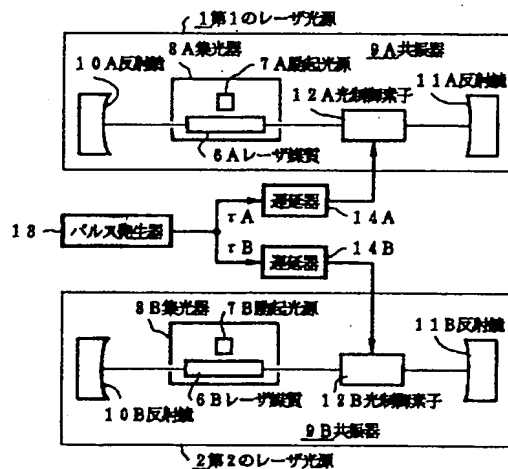 1第1のレーザ光源
8A集光器
9A共振器
10A反射鏡
7A励起光源
11A反射鏡
12A光制御素子
6Aレーザ媒質
τA
遅延器
14A
13
パルス発生器
τB
14B
遅延器
8B集光器
7B励起光源
11B反射鏡
6Bレーザ媒質
12B光制御素子
10B反射鏡
9B共振器
2第2のレーザ光源